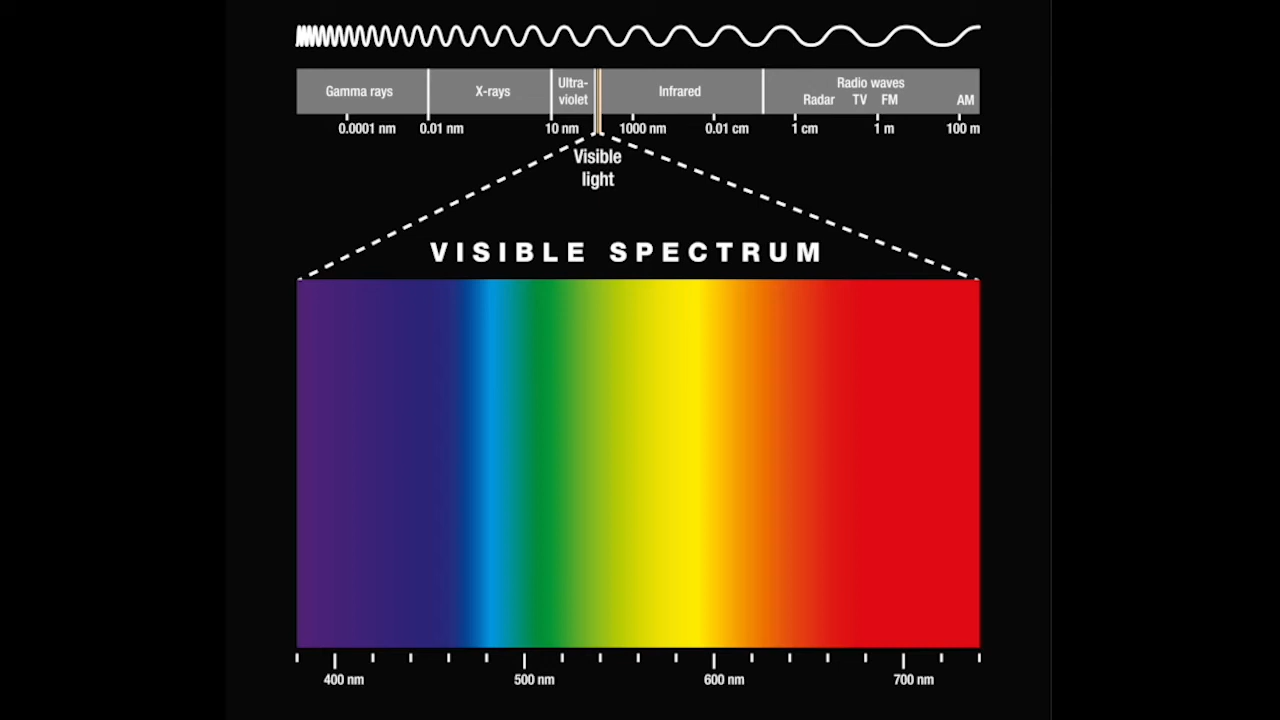 Gamma rays
X-rays
Ultra-
violet
Infrared
Radio waves
Radar TV FM AM
0.0001 nm 0.01 nm 10 nm 1000 nm 0.01 cm 1 cm 1 m 100 m
Visible
light
VISIBLE SPECTRUM
400 nm 500 nm 600 nm 700 nm